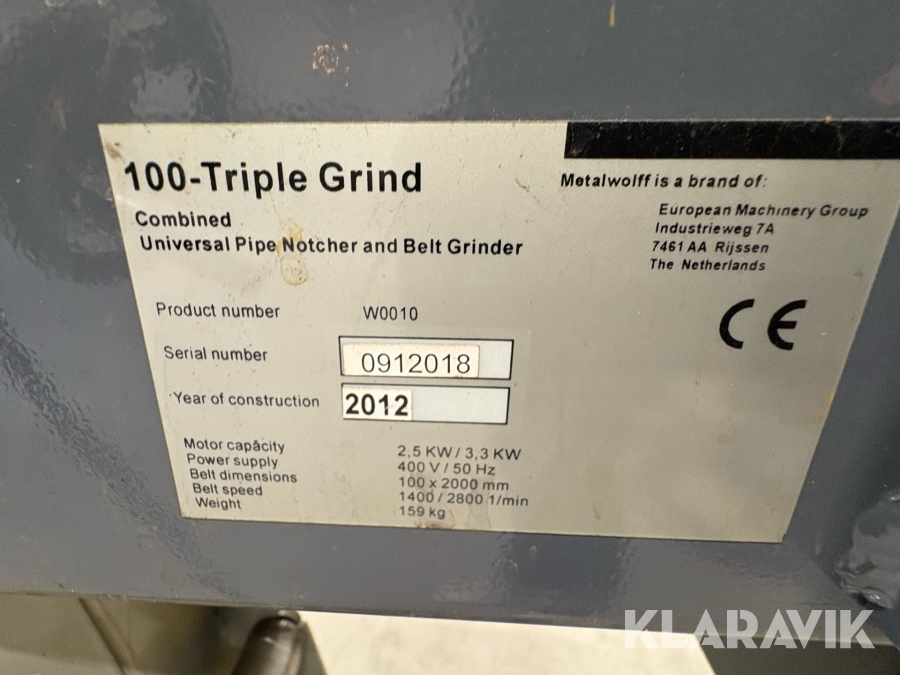 100-Triple Grind
Combined
Universal Pipe Notcher and Belt Grinder
Metalwolff is a brand of:
European Machinery Group
Industrieweg 7A
7461 AA Rijssen
The Netherlands
CE
Product number W0010
Serial number 0912018
Year of construction 2012
Motor capacity 2,5 KW / 3,3 KW
Power supply 400 V / 50 Hz
Belt dimensions 100 x 2000 mm
Belt speed 1400 / 2800 1/min
Weight 159 kg
KLARAVIK